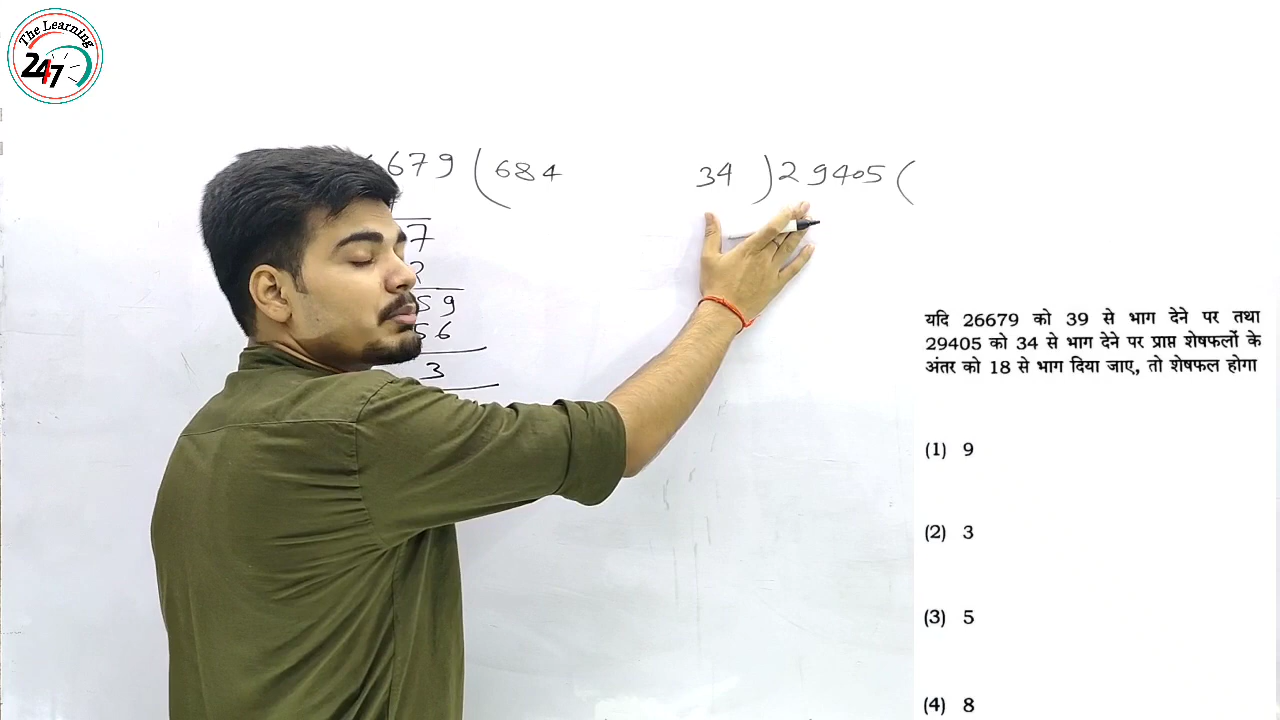 The Learning
247
679 ( 684
7
2
59
56
3
34 ) 29405 (
यदि 26679 को 39 से भाग देने पर तथा
29405 को 34 से भाग देने पर प्राप्त शेषफलों के
अंतर को 18 से भाग दिया जाए, तो शेषफल होगा
(1) 9
(2) 3
(3) 5
(4) 8